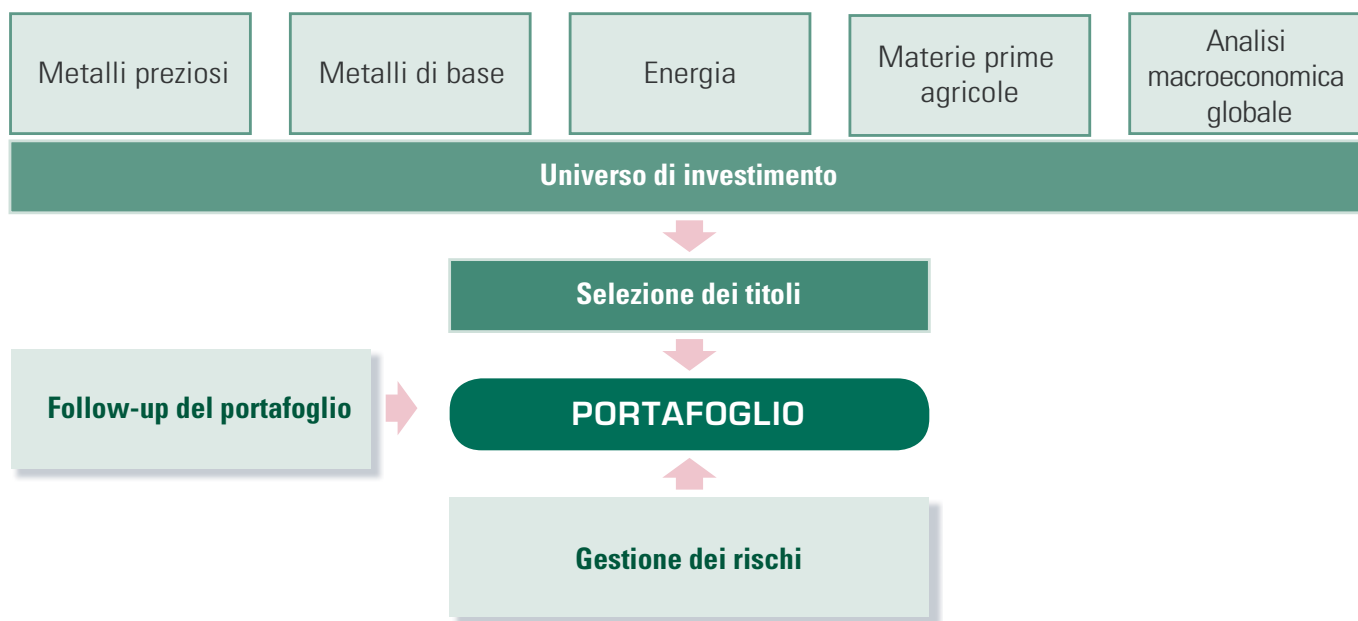 Metalli preziosi
Metalli di base
Energia
Materie prime
agricole
Analisi
macroeconomica
globale
Universo di investimento
Selezione dei titoli
Follow-up del portafoglio
PORTAFOGLIO
Gestione dei rischi